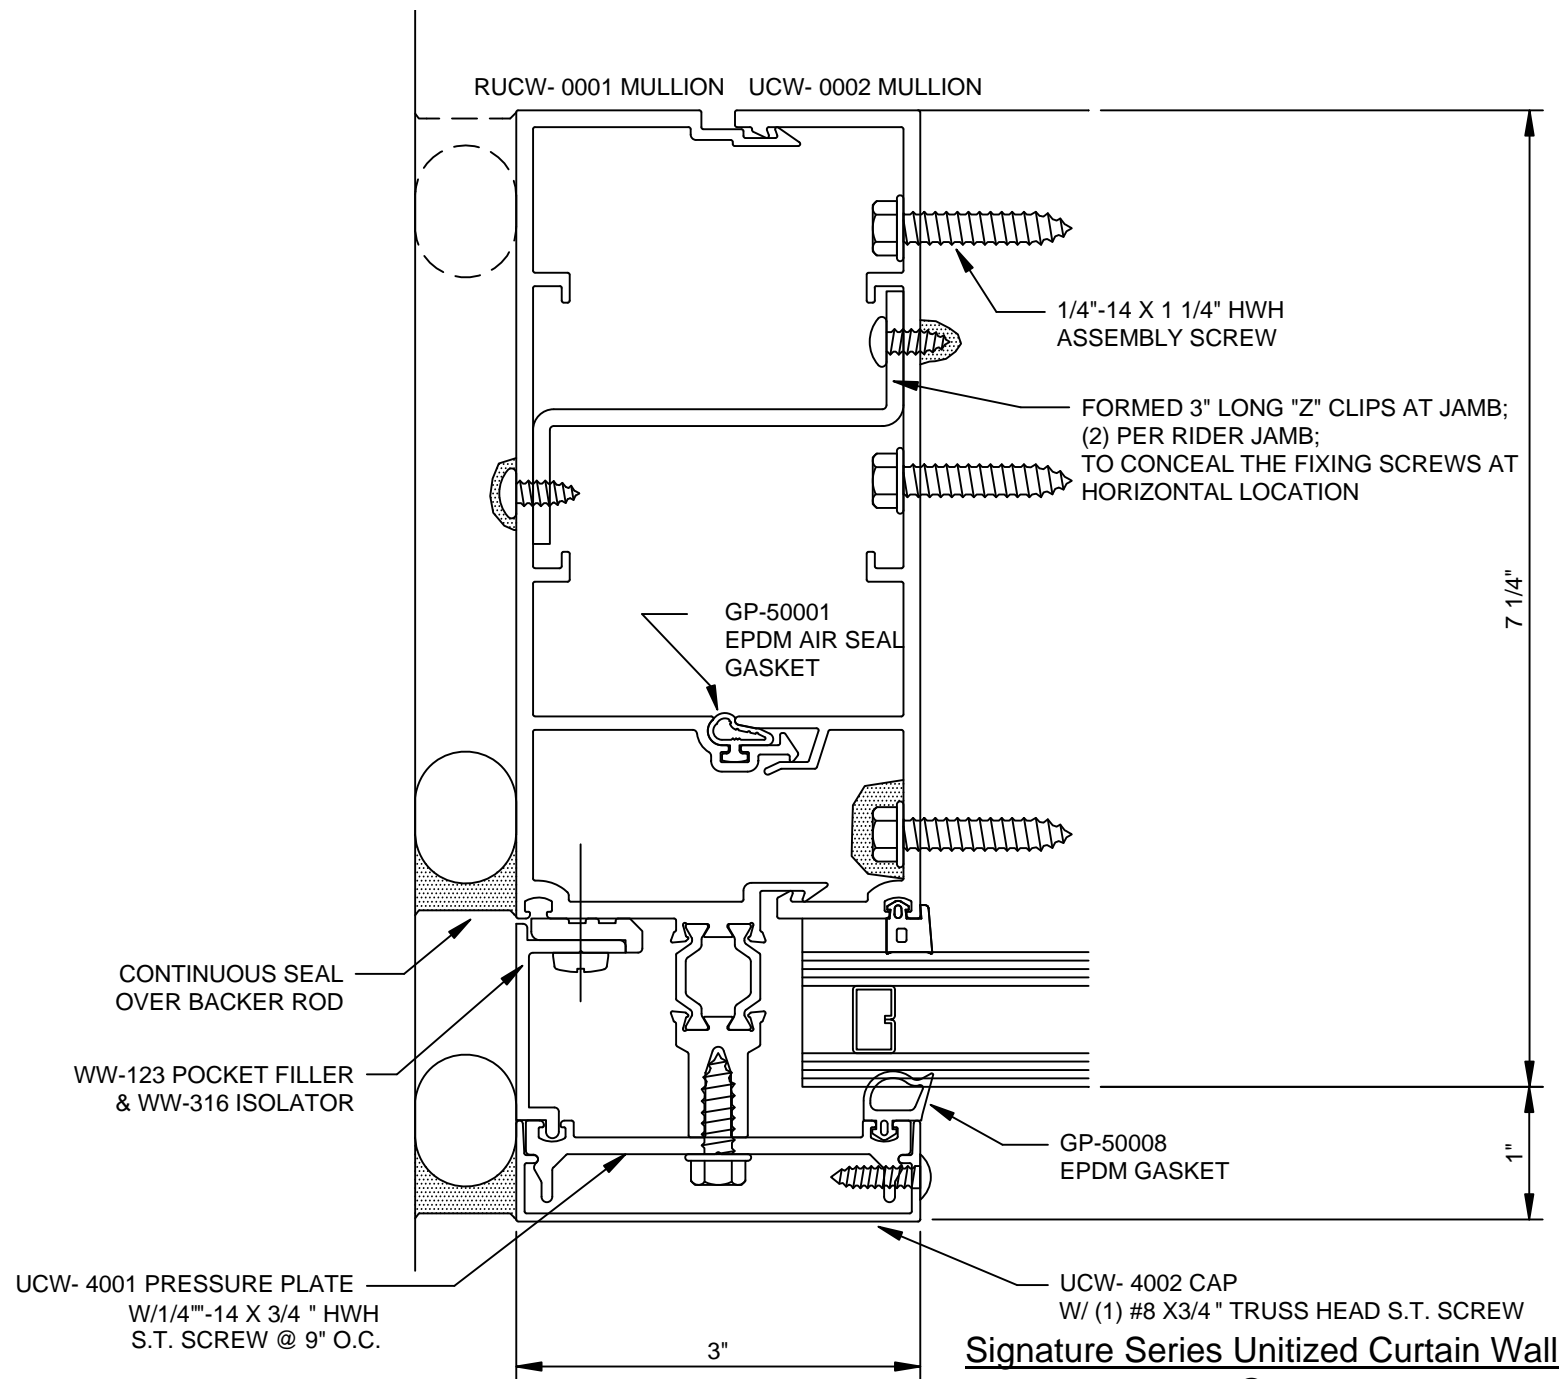 RUCW- 0001 MULLION
UCW- 0002 MULLION
1/4"-14 X 1 1/4" HWH
ASSEMBLY SCREW
FORMED 3" LONG "Z" CLIPS AT JAMB;
(2) PER RIDER JAMB;
TO CONCEAL THE FIXING SCREWS AT
HORIZONTAL LOCATION
7 1/4"
GP-50001
EPDM AIR SEAL
GASKET
CONTINUOUS SEAL
OVER BACKER ROD
WW-123 POCKET FILLER
& WW-316 ISOLATOR
GP-50008
EPDM GASKET
1"
UCW- 4001 PRESSURE PLATE
W/1/4""-14 X 3/4 " HWH
S.T. SCREW @ 9" O.C.
UCW- 4002 CAP
W/ (1) #8 X3/4 " TRUSS HEAD S.T. SCREW
3"
Signature Series Unitized Curtain Wall